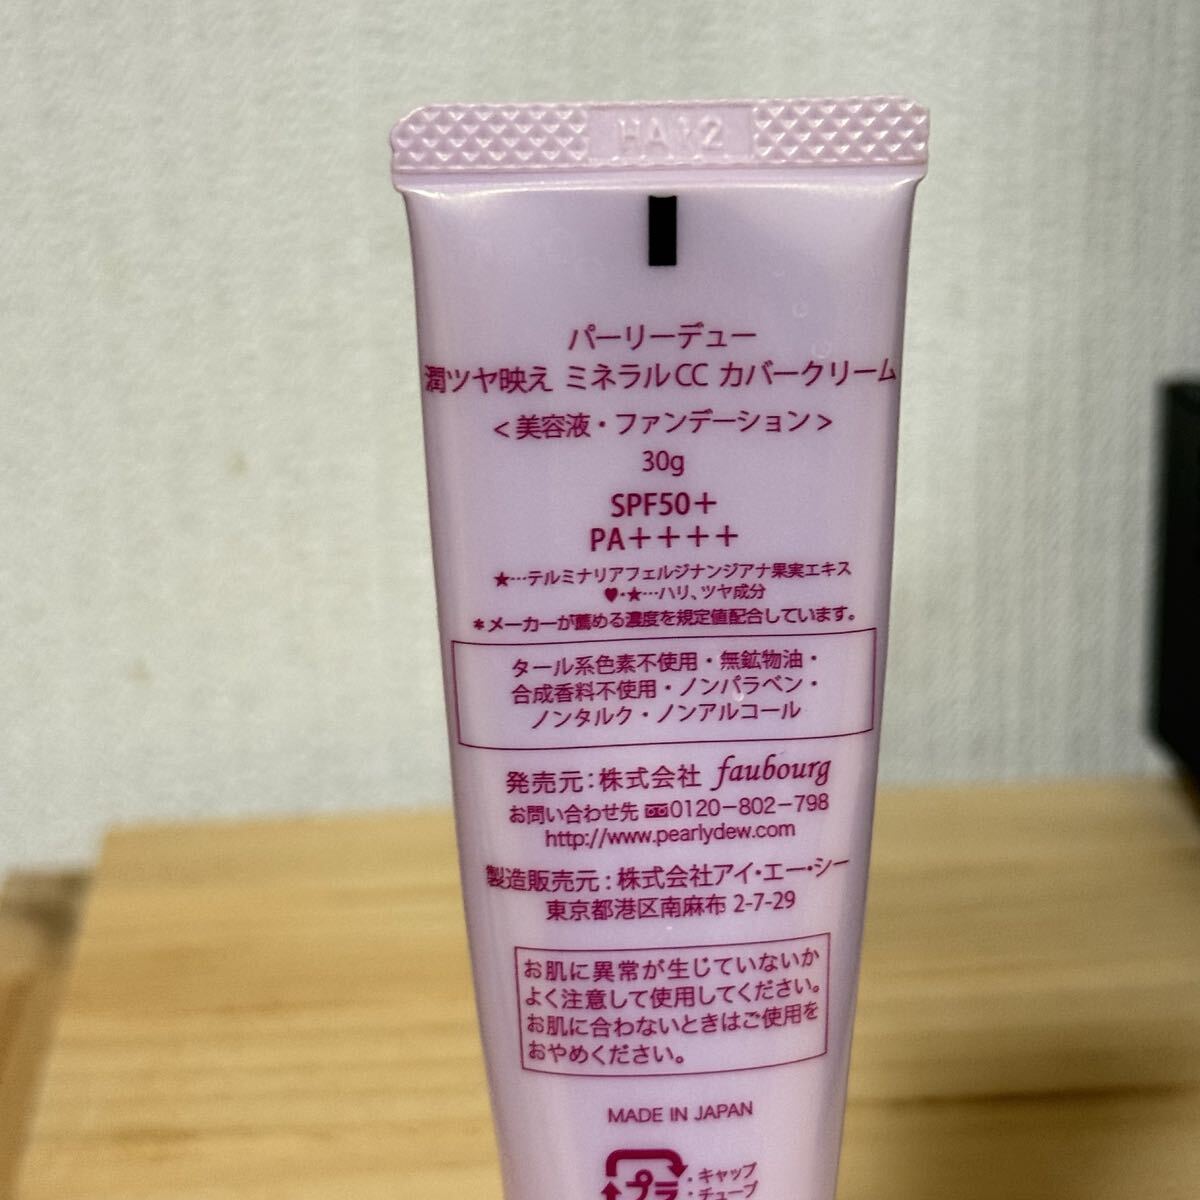 HA12
パーリーデュー
潤ツヤ映え ミネラルCC カバークリーム
<美容液・ファンデーション>
30g
SPF50+
PA++++
★…テルミナリアフェルジナンジアナ果実エキス
♥・★…ハリ、ツヤ成分
*メーカーが薦める濃度を規定値配合しています。
タール系色素不使用・無鉱物油・
合成香料不使用・ノンパラベン・
ノンタルク・ノンアルコール
発売元:株式会社 faubourg
お問い合わせ先 0120-802-798
http://www.pearlydew.com
製造販売元:株式会社アイ・エー・シー
東京都港区南麻布 2-7-29
お肌に異常が生じていないか
よく注意して使用してください。
お肌に合わないときはご使用を
おやめください。
MADE IN JAPAN
プラ
:キャップ
:チューブ